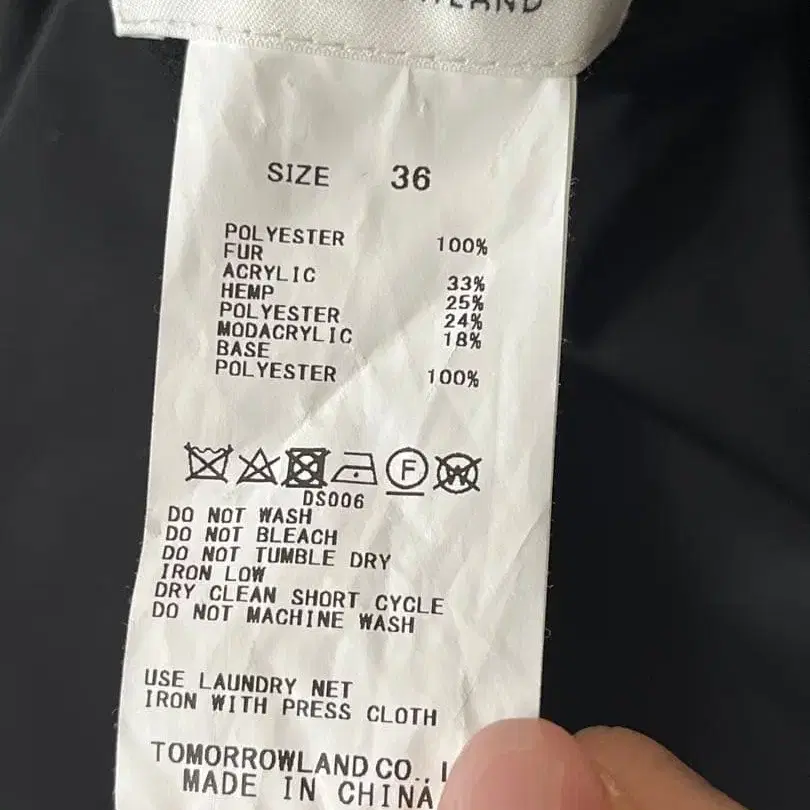 SIZE 36
POLYESTER 100%
FUR
ACRYLIC 33%
HEMP 25%
POLYESTER 24%
MODACRYLIC 18%
BASE
POLYESTER 100%
F W
DS006
DO NOT WASH
DO NOT BLEACH
DO NOT TUMBLE DRY
IRON LOW
DRY CLEAN SHORT CYCLE
DO NOT MACHINE WASH
USE LAUNDRY NET
IRON WITH PRESS CLOTH
TOMORROWLAND CO.,
MADE IN CHINA